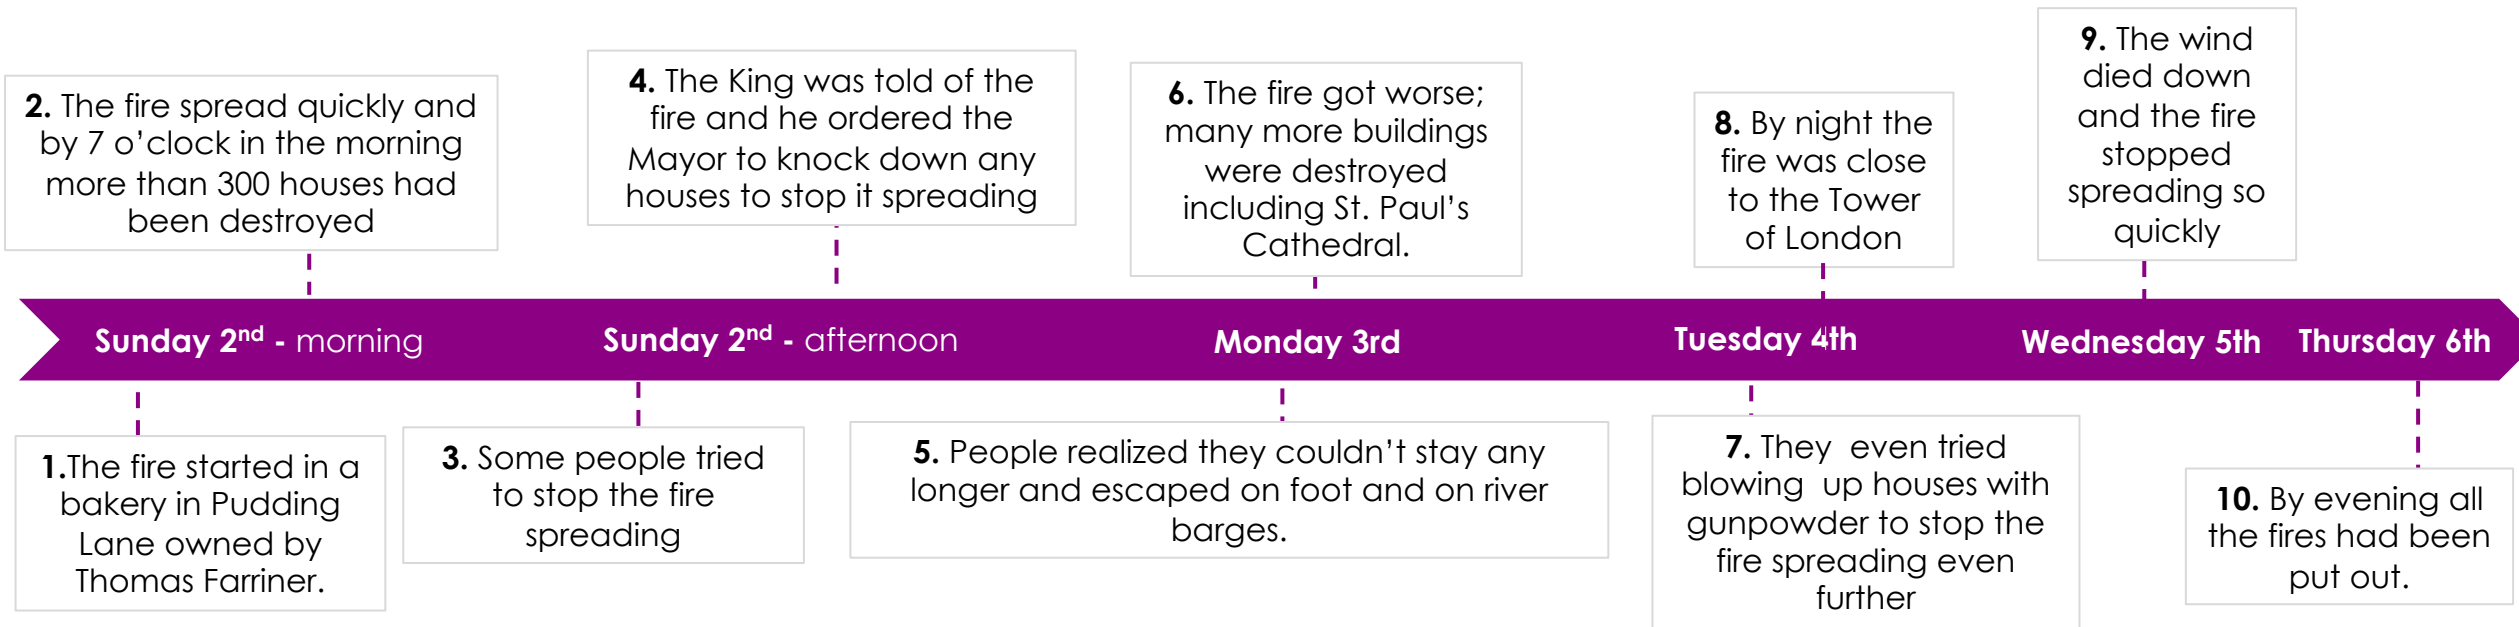 2. The fire spread quickly and
by 7 o'clock in the morning
more than 300 houses had
been destroyed
4. The King was told of the
fire and he ordered the
Mayor to knock down any
houses to stop it spreading
6. The fire got worse;
many more buildings
were destroyed
including St. Paul's
Cathedral.
8. By night the
fire was close
to the Tower
of London
9. The wind
died down
and the fire
stopped
spreading so
quickly
Sunday 2nd - morning
Sunday 2nd - afternoon
Monday 3rd
Tuesday 4th
Wednesday 5th
Thursday 6th
1.The fire started in a
bakery in Pudding
Lane owned by
Thomas Farriner.
3. Some people tried
to stop the fire
spreading
5. People realized they couldn't stay any
longer and escaped on foot and on river
barges.
7. They  even tried
blowing  up houses with
gunpowder to stop the
fire spreading even
further
10. By evening all
the fires had been
put out.